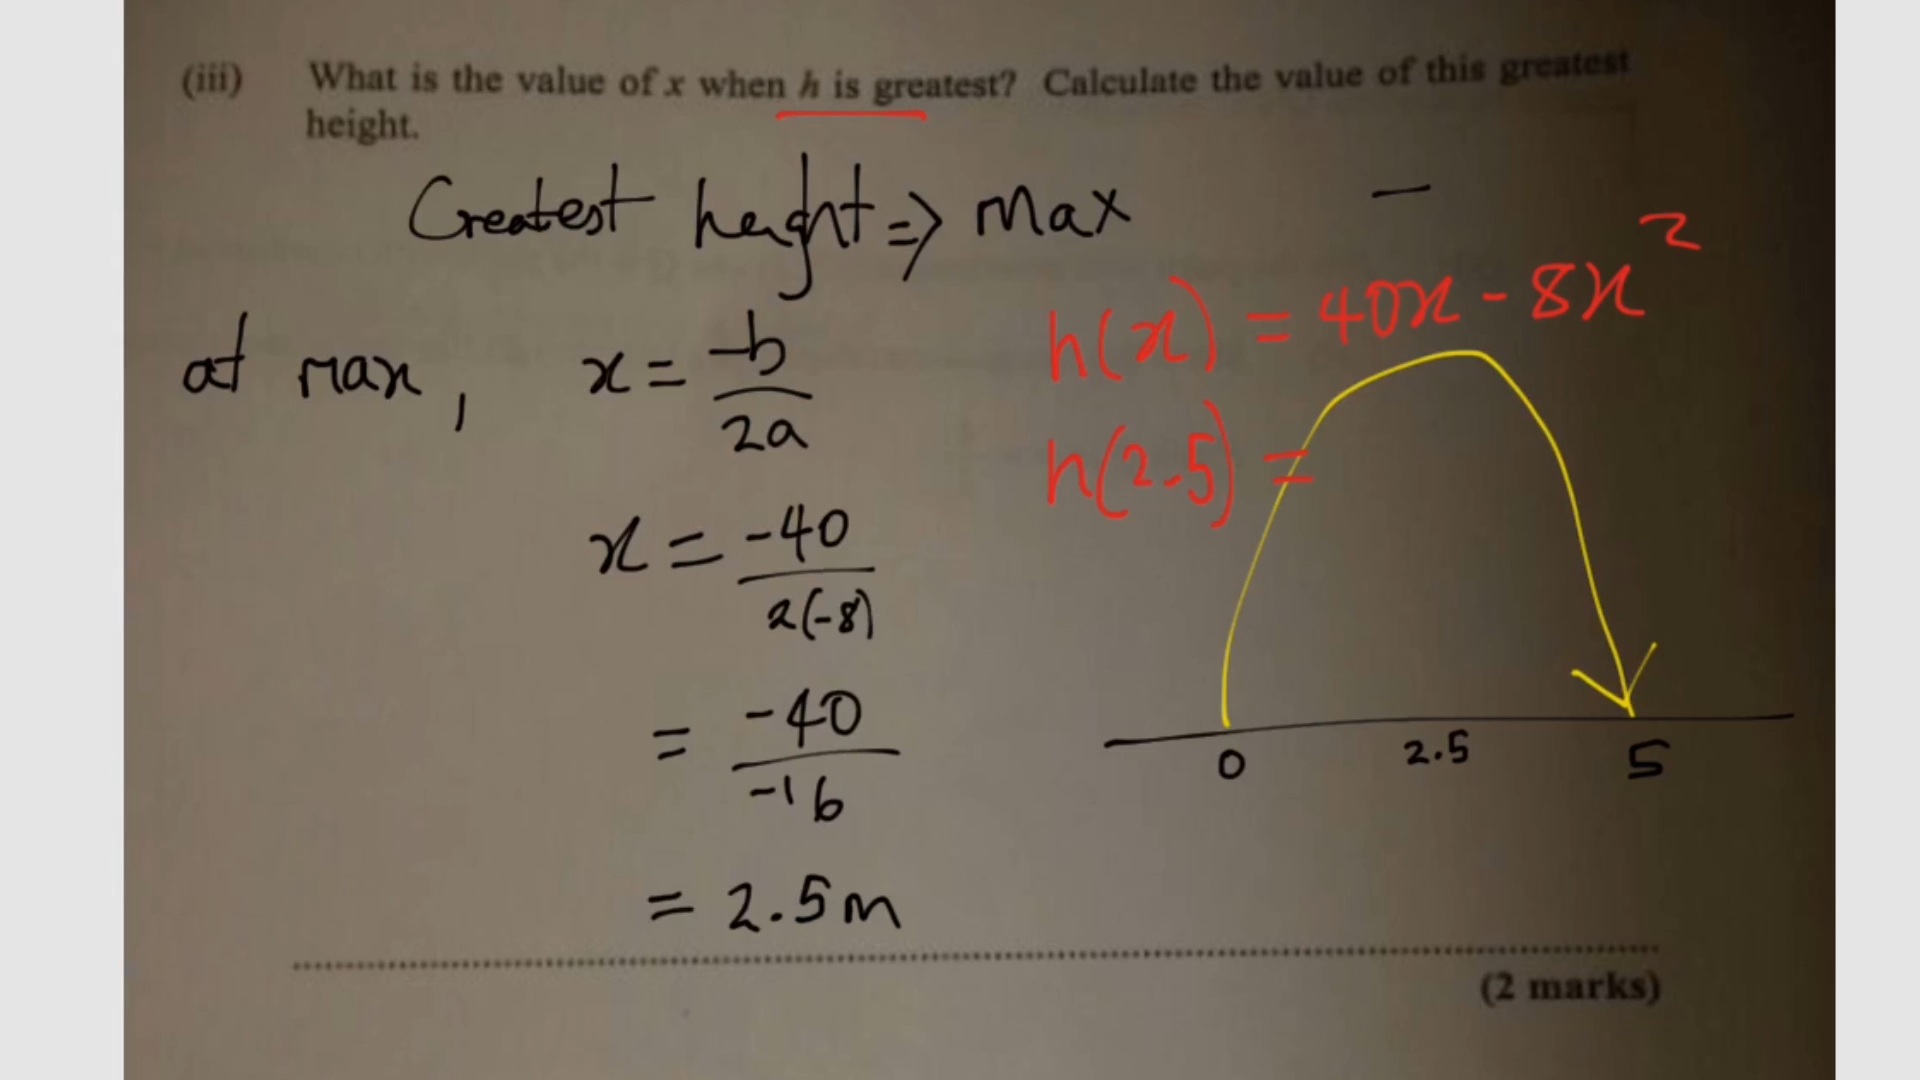 (iii) What is the value of x when h is greatest? Calculate the value of this greatest
height.
Greatest height => Max
h(x) = 40x - 8x²
at max, x = -b/2a
h(2.5) =
x = -40/2(-8)
= -40/-16
0 2.5 5
= 2.5m
(2 marks)